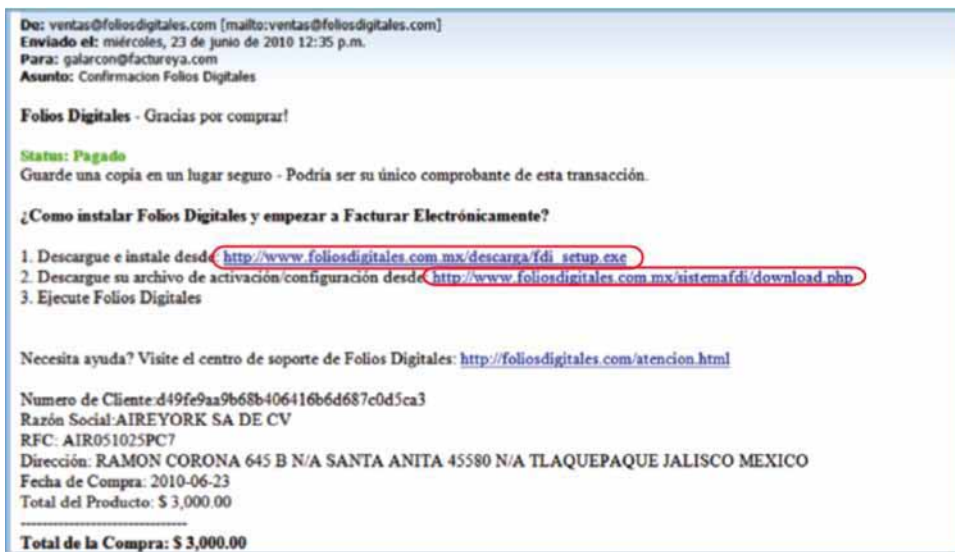 De: ventas@foliosdigitales.com [mailto:ventas@foliosdigitales.com]
Enviado el: miércoles, 23 de junio de 2010 12:35 p.m.
Para: galarcon@factureya.com
Asunto: Confirmacion Folios Digitales
Folios Digitales - Gracias por comprar!
Status: Pagado
Guarde una copia en un lugar seguro - Podría ser su único comprobante de esta transacción.
¿Como instalar Folios Digitales y empezar a Facturar Electrónicamente?
1. Descargue e instale desde: http://www.foliosdigitales.com.mx/descarga/fdi_setup.exe
2. Descargue su archivo de activación/configuración desde: http://www.foliosdigitales.com.mx/sistemafdi/download.php
3. Ejecute Folios Digitales
Necesita ayuda? Visite el centro de soporte de Folios Digitales: http://foliosdigitales.com/atencion.html
Numero de Cliente:d49fe9aa9b68b406416b6d687c0d5ca3
Razón Social:AIREYORK SA DE CV
RFC: AIR051025PC7
Dirección: RAMON CORONA 645 B N/A SANTA ANITA 45580 N/A TLAQUEPAQUE JALISCO MEXICO
Fecha de Compra: 2010-06-23
Total del Producto: $ 3,000.00
--------------------------------
Total de la Compra: $ 3,000.00